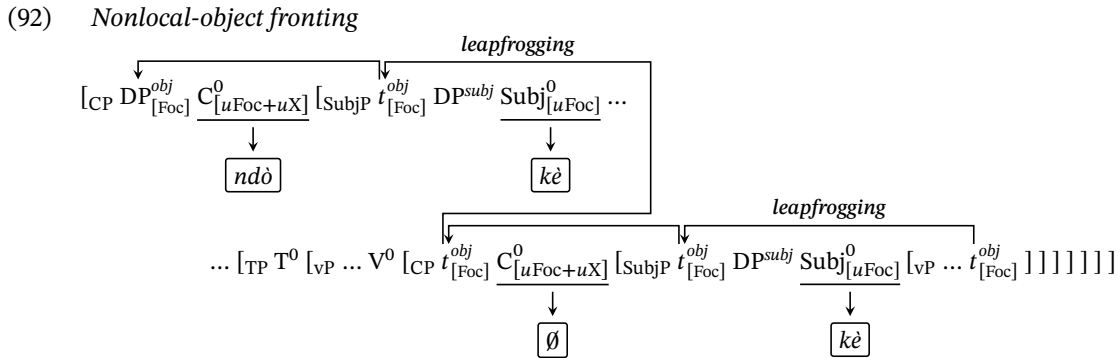 (92) Nonlocal-object fronting
leapfrogging
[CP DP^obj_[Foc] C^0_[uFoc+uX] [SubjP t^obj_[Foc] DP^subj Subj^0_[uFoc] ...
ndò kè
leapfrogging
... [TP T^0 [vP ... V^0 [CP t^obj_[Foc] C^0_[uFoc+uX] [SubjP t^obj_[Foc] DP^subj Subj^0_[uFoc] [vP ... t^obj_[Foc] ] ] ] ] ] ] ]
Ø kè